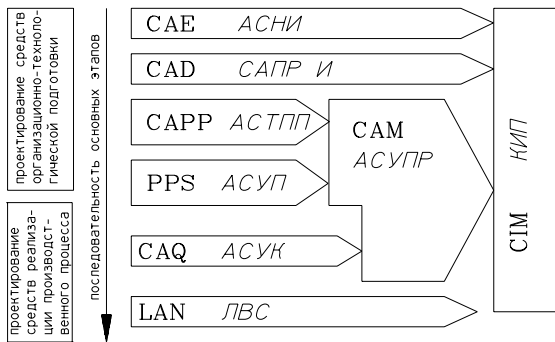 проектирование средств
организационно-техноло-
гической подготовки
проектирование
средств реализа-
ции производст-
венного процесса
последовательность основных этапов
CAE АСНИ
CAD САПР И
CAPP АСТПП
PPS АСУП
CAM
АСУПР
CAQ АСУК
LAN ЛВС
CIM КИП